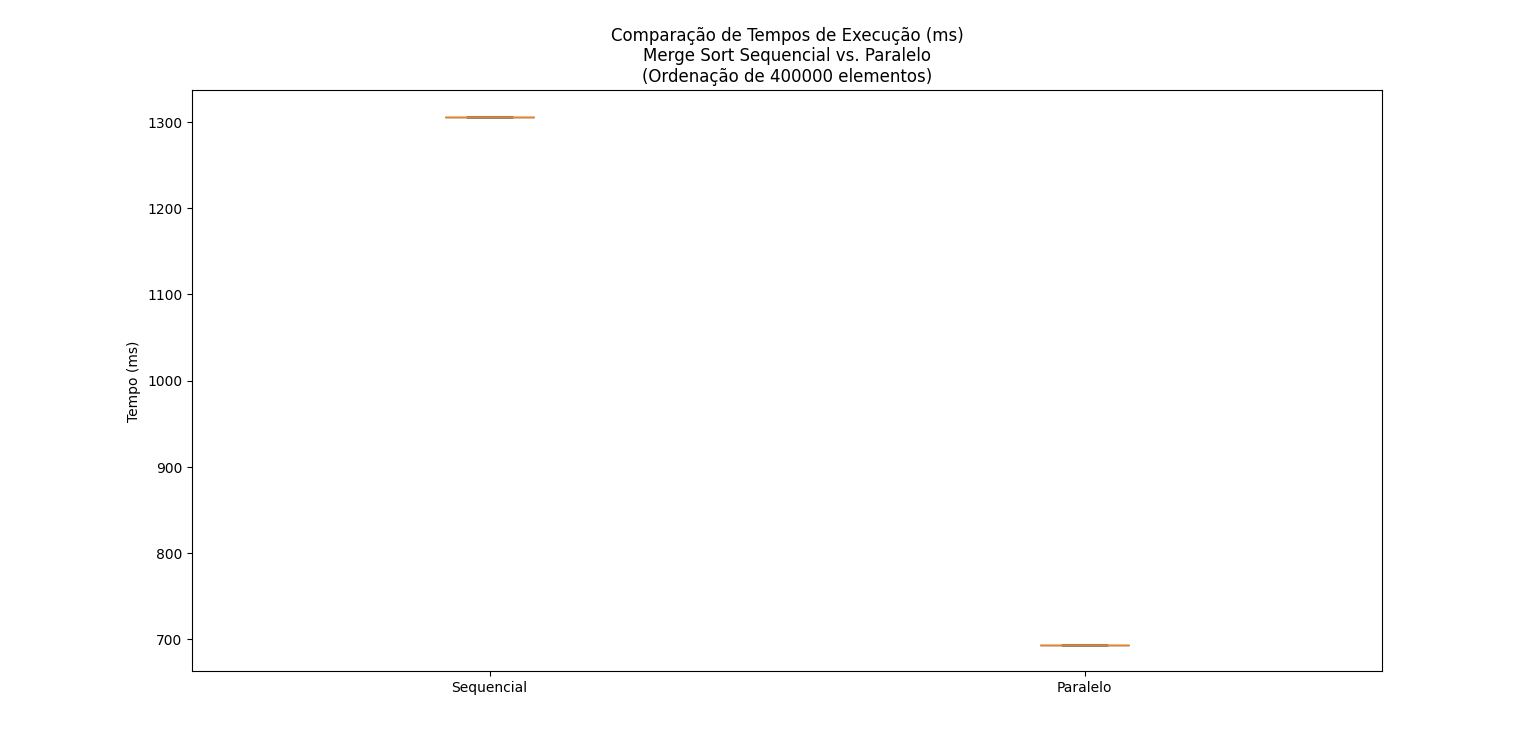 Comparação de Tempos de Execução (ms)
Merge Sort Sequencial vs. Paralelo
(Ordenação de 400000 elementos)
Tempo (ms)
1300
1200
1100
1000
900
800
700
Sequencial
Paralelo